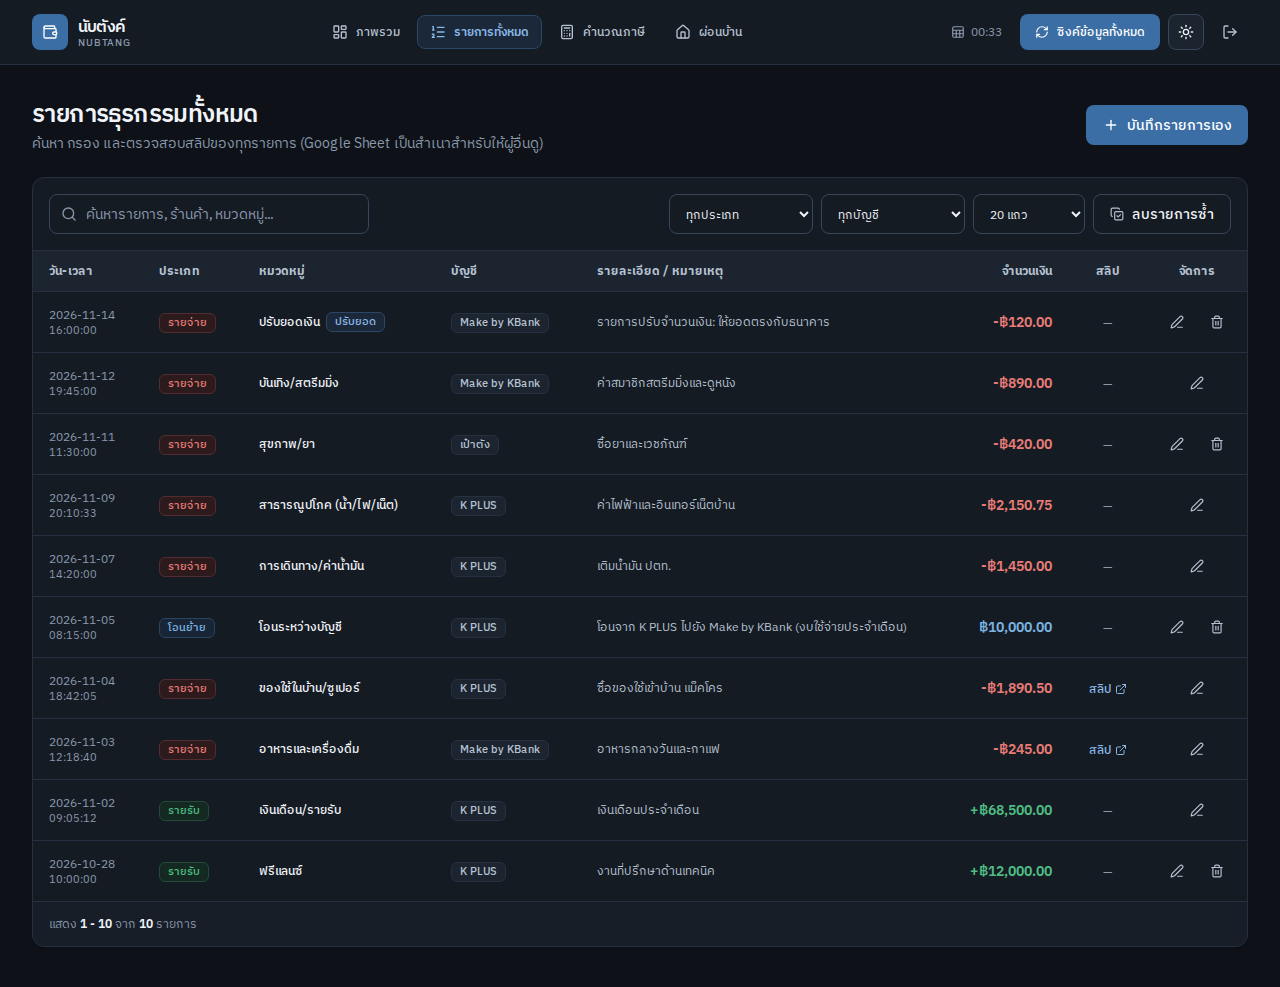 นับตังค์
NUBTANG
ภาพรวม
รายการทั้งหมด
คำนวณภาษี
ผ่อนบ้าน
00:33
ซิงค์ข้อมูลทั้งหมด
รายการธุรกรรมทั้งหมด
ค้นหา กรอง และตรวจสอบสลิปของทุกรายการ (Google Sheet เป็นสำเนาสำหรับให้ผู้อื่นดู)
บันทึกรายการเอง
ค้นหารายการ, ร้านค้า, หมวดหมู่...
ทุกประเภท
ทุกบัญชี
20 แถว
ลบรายการซ้ำ
วัน-เวลา ประเภท หมวดหมู่ บัญชี รายละเอียด / หมายเหตุ จำนวนเงิน สลิป จัดการ
2026-11-14
16:00:00
รายจ่าย ปรับยอดเงิน ปรับยอด Make by KBank รายการปรับจำนวนเงิน: ให้ยอดตรงกับธนาคาร -฿120.00 —
2026-11-12
19:45:00
รายจ่าย บันเทิง/สตรีมมิ่ง Make by KBank ค่าสมาชิกสตรีมมิ่งและดูหนัง -฿890.00 —
2026-11-11
11:30:00
รายจ่าย สุขภาพ/ยา เป๋าตัง ซื้อยาและเวชภัณฑ์ -฿420.00 —
2026-11-09
20:10:33
รายจ่าย สาธารณูปโภค (น้ำ/ไฟ/เน็ต) K PLUS ค่าไฟฟ้าและอินเทอร์เน็ตบ้าน -฿2,150.75 —
2026-11-07
14:20:00
รายจ่าย การเดินทาง/ค่าน้ำมัน K PLUS เติมน้ำมัน ปตท. -฿1,450.00 —
2026-11-05
08:15:00
โอนย้าย โอนระหว่างบัญชี K PLUS โอนจาก K PLUS ไปยัง Make by KBank (งบใช้จ่ายประจำเดือน) ฿10,000.00 —
2026-11-04
18:42:05
รายจ่าย ของใช้ในบ้าน/ซูเปอร์ K PLUS ซื้อของใช้เข้าบ้าน แม็คโคร -฿1,890.50 สลิป
2026-11-03
12:18:40
รายจ่าย อาหารและเครื่องดื่ม Make by KBank อาหารกลางวันและกาแฟ -฿245.00 สลิป
2026-11-02
09:05:12
รายรับ เงินเดือน/รายรับ K PLUS เงินเดือนประจำเดือน +฿68,500.00 —
2026-10-28
10:00:00
รายรับ ฟรีแลนซ์ K PLUS งานที่ปรึกษาด้านเทคนิค +฿12,000.00 —
แสดง 1 - 10 จาก 10 รายการ